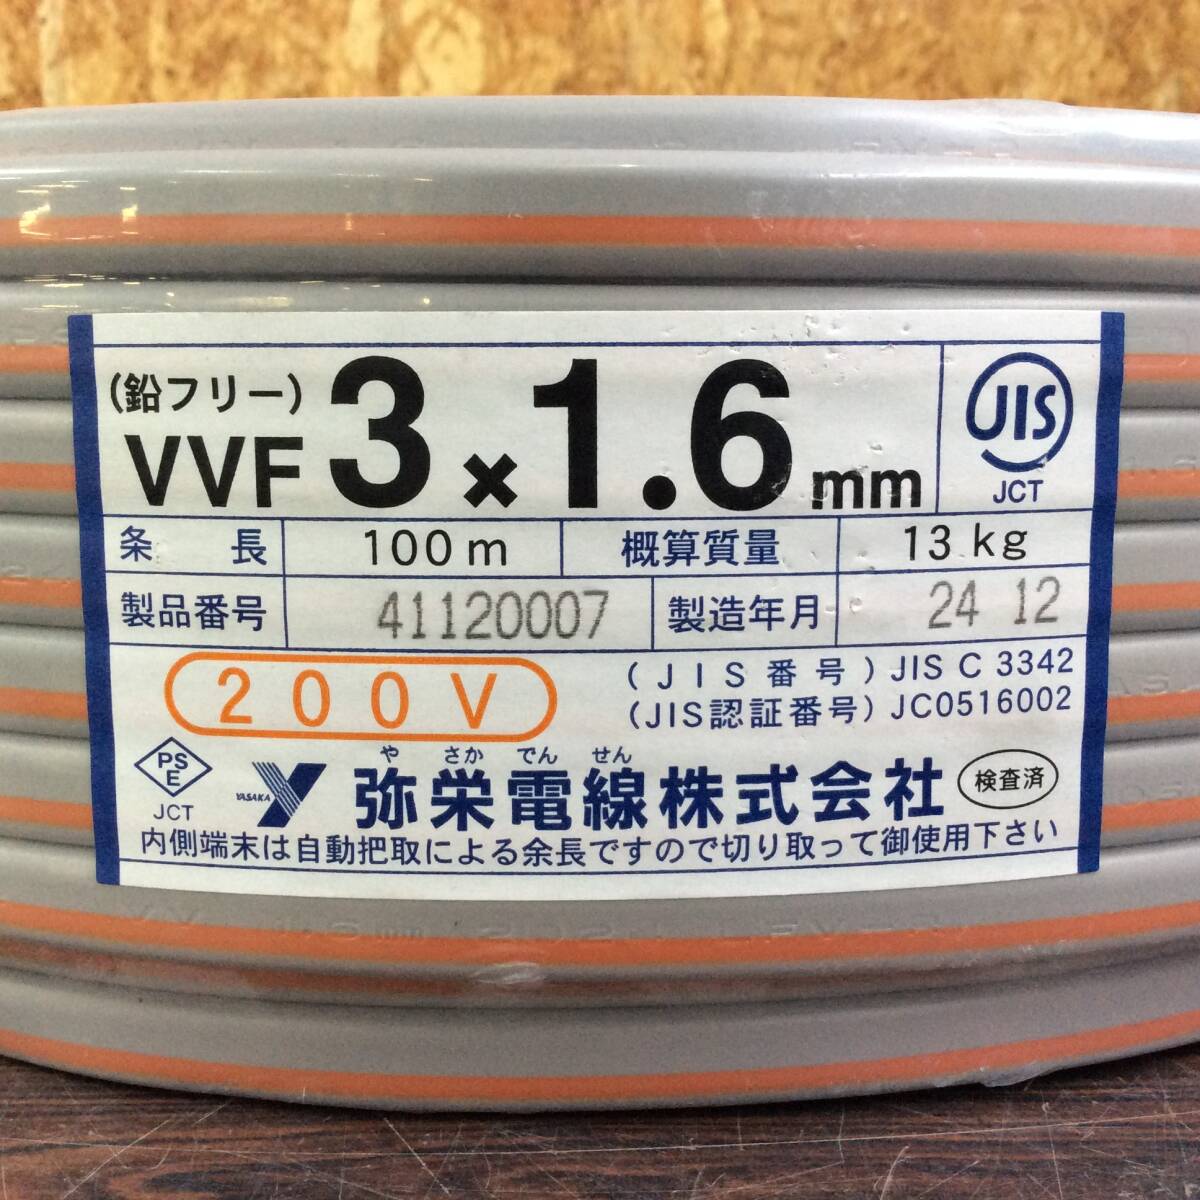 (鉛フリー)
VVF 3×1.6mm
JIS
JCT
条長 100m 概算質量 13kg
製品番号 41120007 製造年月 24 12
200V
(JIS番号) JIS C 3342
(JIS認証番号) JC0516002
PS
E
JCT
YASAKA
や さか でん せん
弥栄電線株式会社
検査済
内側端末は自動把取による余長ですので切り取って御使用下さい